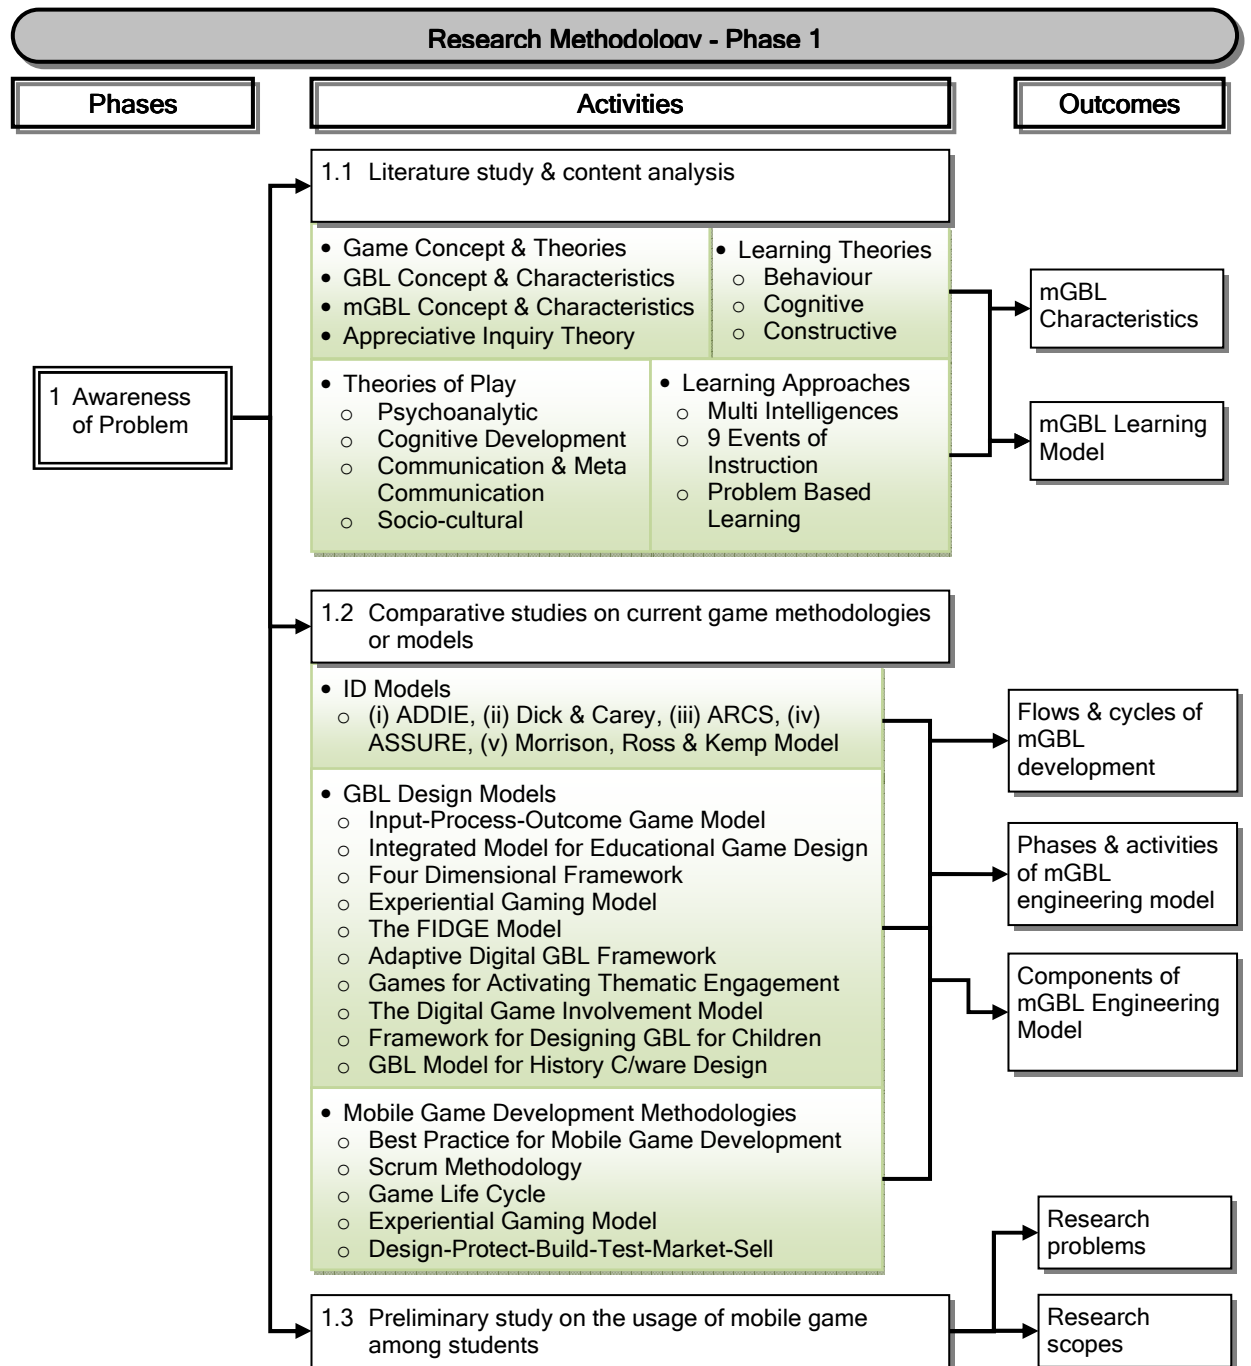 Research Methodology - Phase 1
Phases
Activities
Outcomes
1 Awareness
of Problem
1.1 Literature study & content analysis
• Game Concept & Theories
• GBL Concept & Characteristics
• mGBL Concept & Characteristics
• Appreciative Inquiry Theory
• Learning Theories
o Behaviour
o Cognitive
o Constructive
• Theories of Play
o Psychoanalytic
o Cognitive Development
o Communication & Meta
Communication
o Socio-cultural
• Learning Approaches
o Multi Intelligences
o 9 Events of
Instruction
o Problem Based
Learning
mGBL
Characteristics
mGBL Learning
Model
1.2 Comparative studies on current game methodologies
or models
• ID Models
o (i) ADDIE, (ii) Dick & Carey, (iii) ARCS, (iv)
ASSURE, (v) Morrison, Ross & Kemp Model
• GBL Design Models
o Input-Process-Outcome Game Model
o Integrated Model for Educational Game Design
o Four Dimensional Framework
o Experiential Gaming Model
o The FIDGE Model
o Adaptive Digital GBL Framework
o Games for Activating Thematic Engagement
o The Digital Game Involvement Model
o Framework for Designing GBL for Children
o GBL Model for History C/ware Design
• Mobile Game Development Methodologies
o Best Practice for Mobile Game Development
o Scrum Methodology
o Game Life Cycle
o Experiential Gaming Model
o Design-Protect-Build-Test-Market-Sell
Flows & cycles of
mGBL
development
Phases & activities
of mGBL
engineering model
Components of
mGBL Engineering
Model
1.3 Preliminary study on the usage of mobile game
among students
Research
problems
Research
scopes